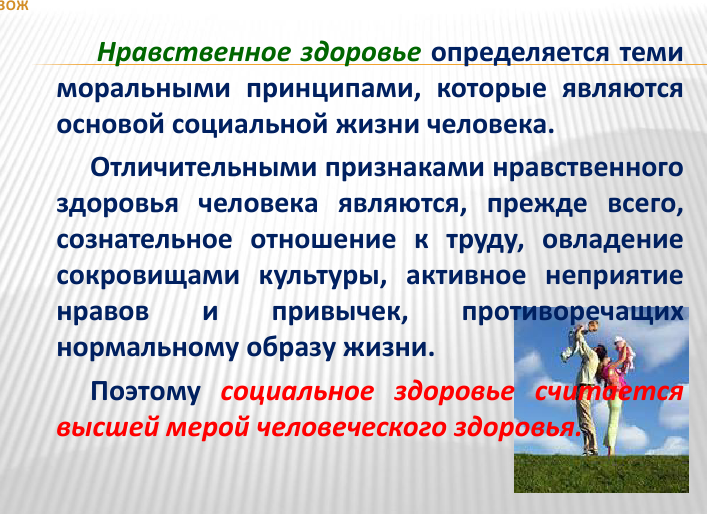 ЗОЖ
Нравственное здоровье определяется теми
моральными принципами, которые являются
основой социальной жизни человека.
Отличительными признаками нравственного
здоровья человека являются, прежде всего,
сознательное отношение к труду, овладение
сокровищами культуры, активное неприятие
нравов и привычек, противоречащих
нормальному образу жизни.
Поэтому социальное здоровье считается
высшей мерой человеческого здоровья.